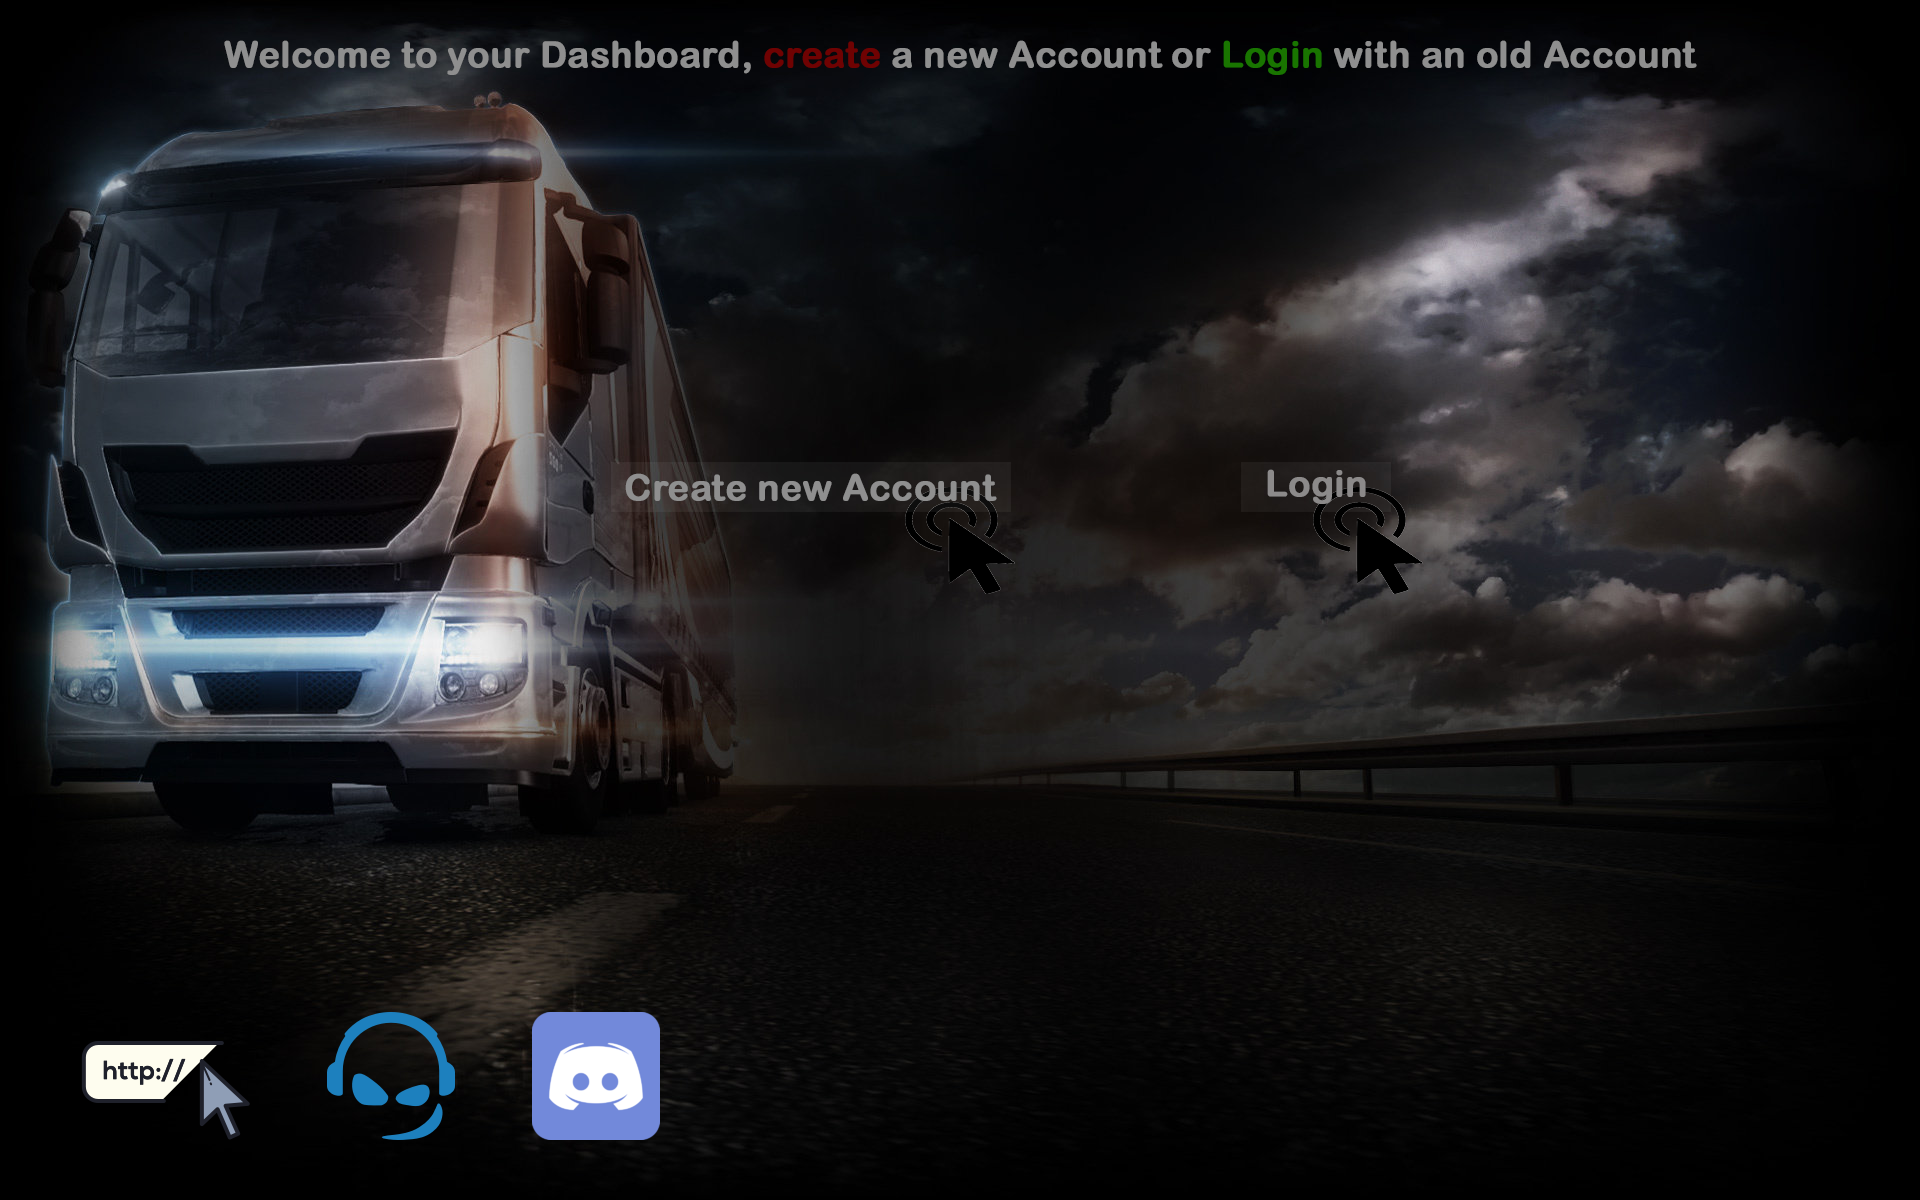 Welcome to your Dashboard, create a new Account or Login with an old Account
Create new Account
Login
http://